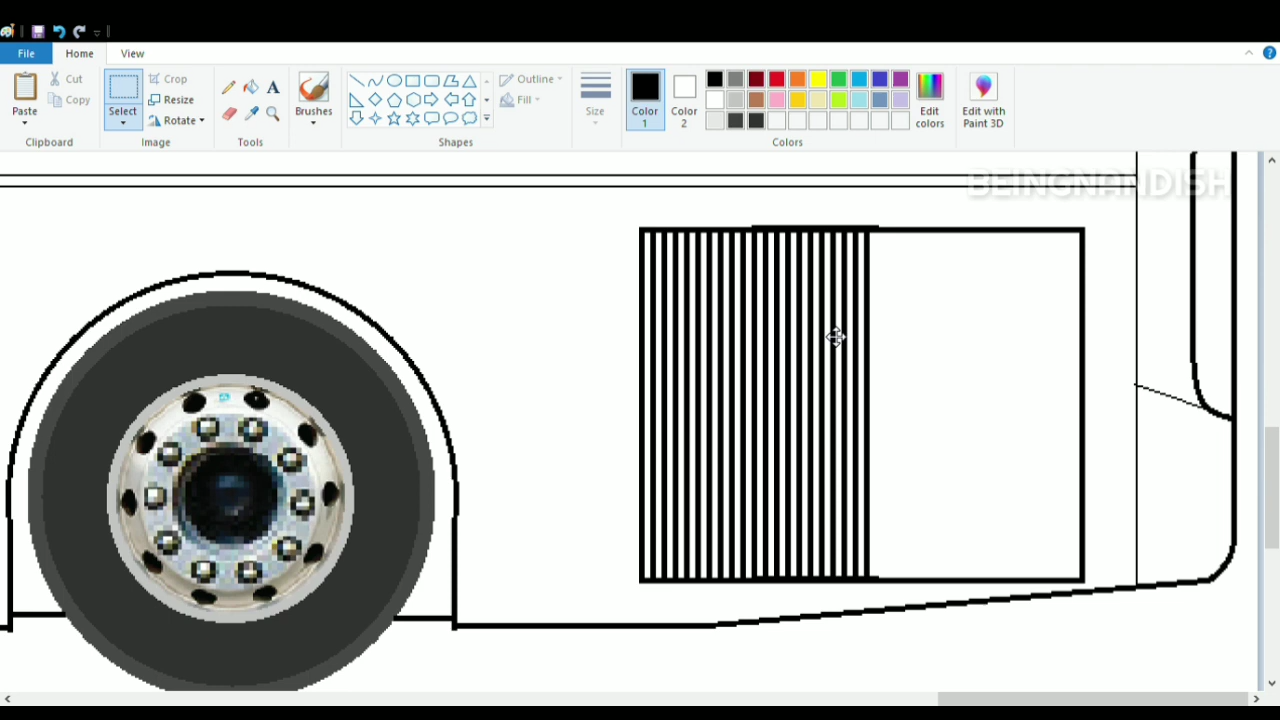 File Home View
Paste
Cut
Copy
Clipboard
Select
Crop
Resize
Rotate
Image
A
Tools
Brushes
Shapes
Outline
Fill
Size
Color
1
Color
2
Edit
colors
Colors
Edit with
Paint 3D
BEINGNANDISH